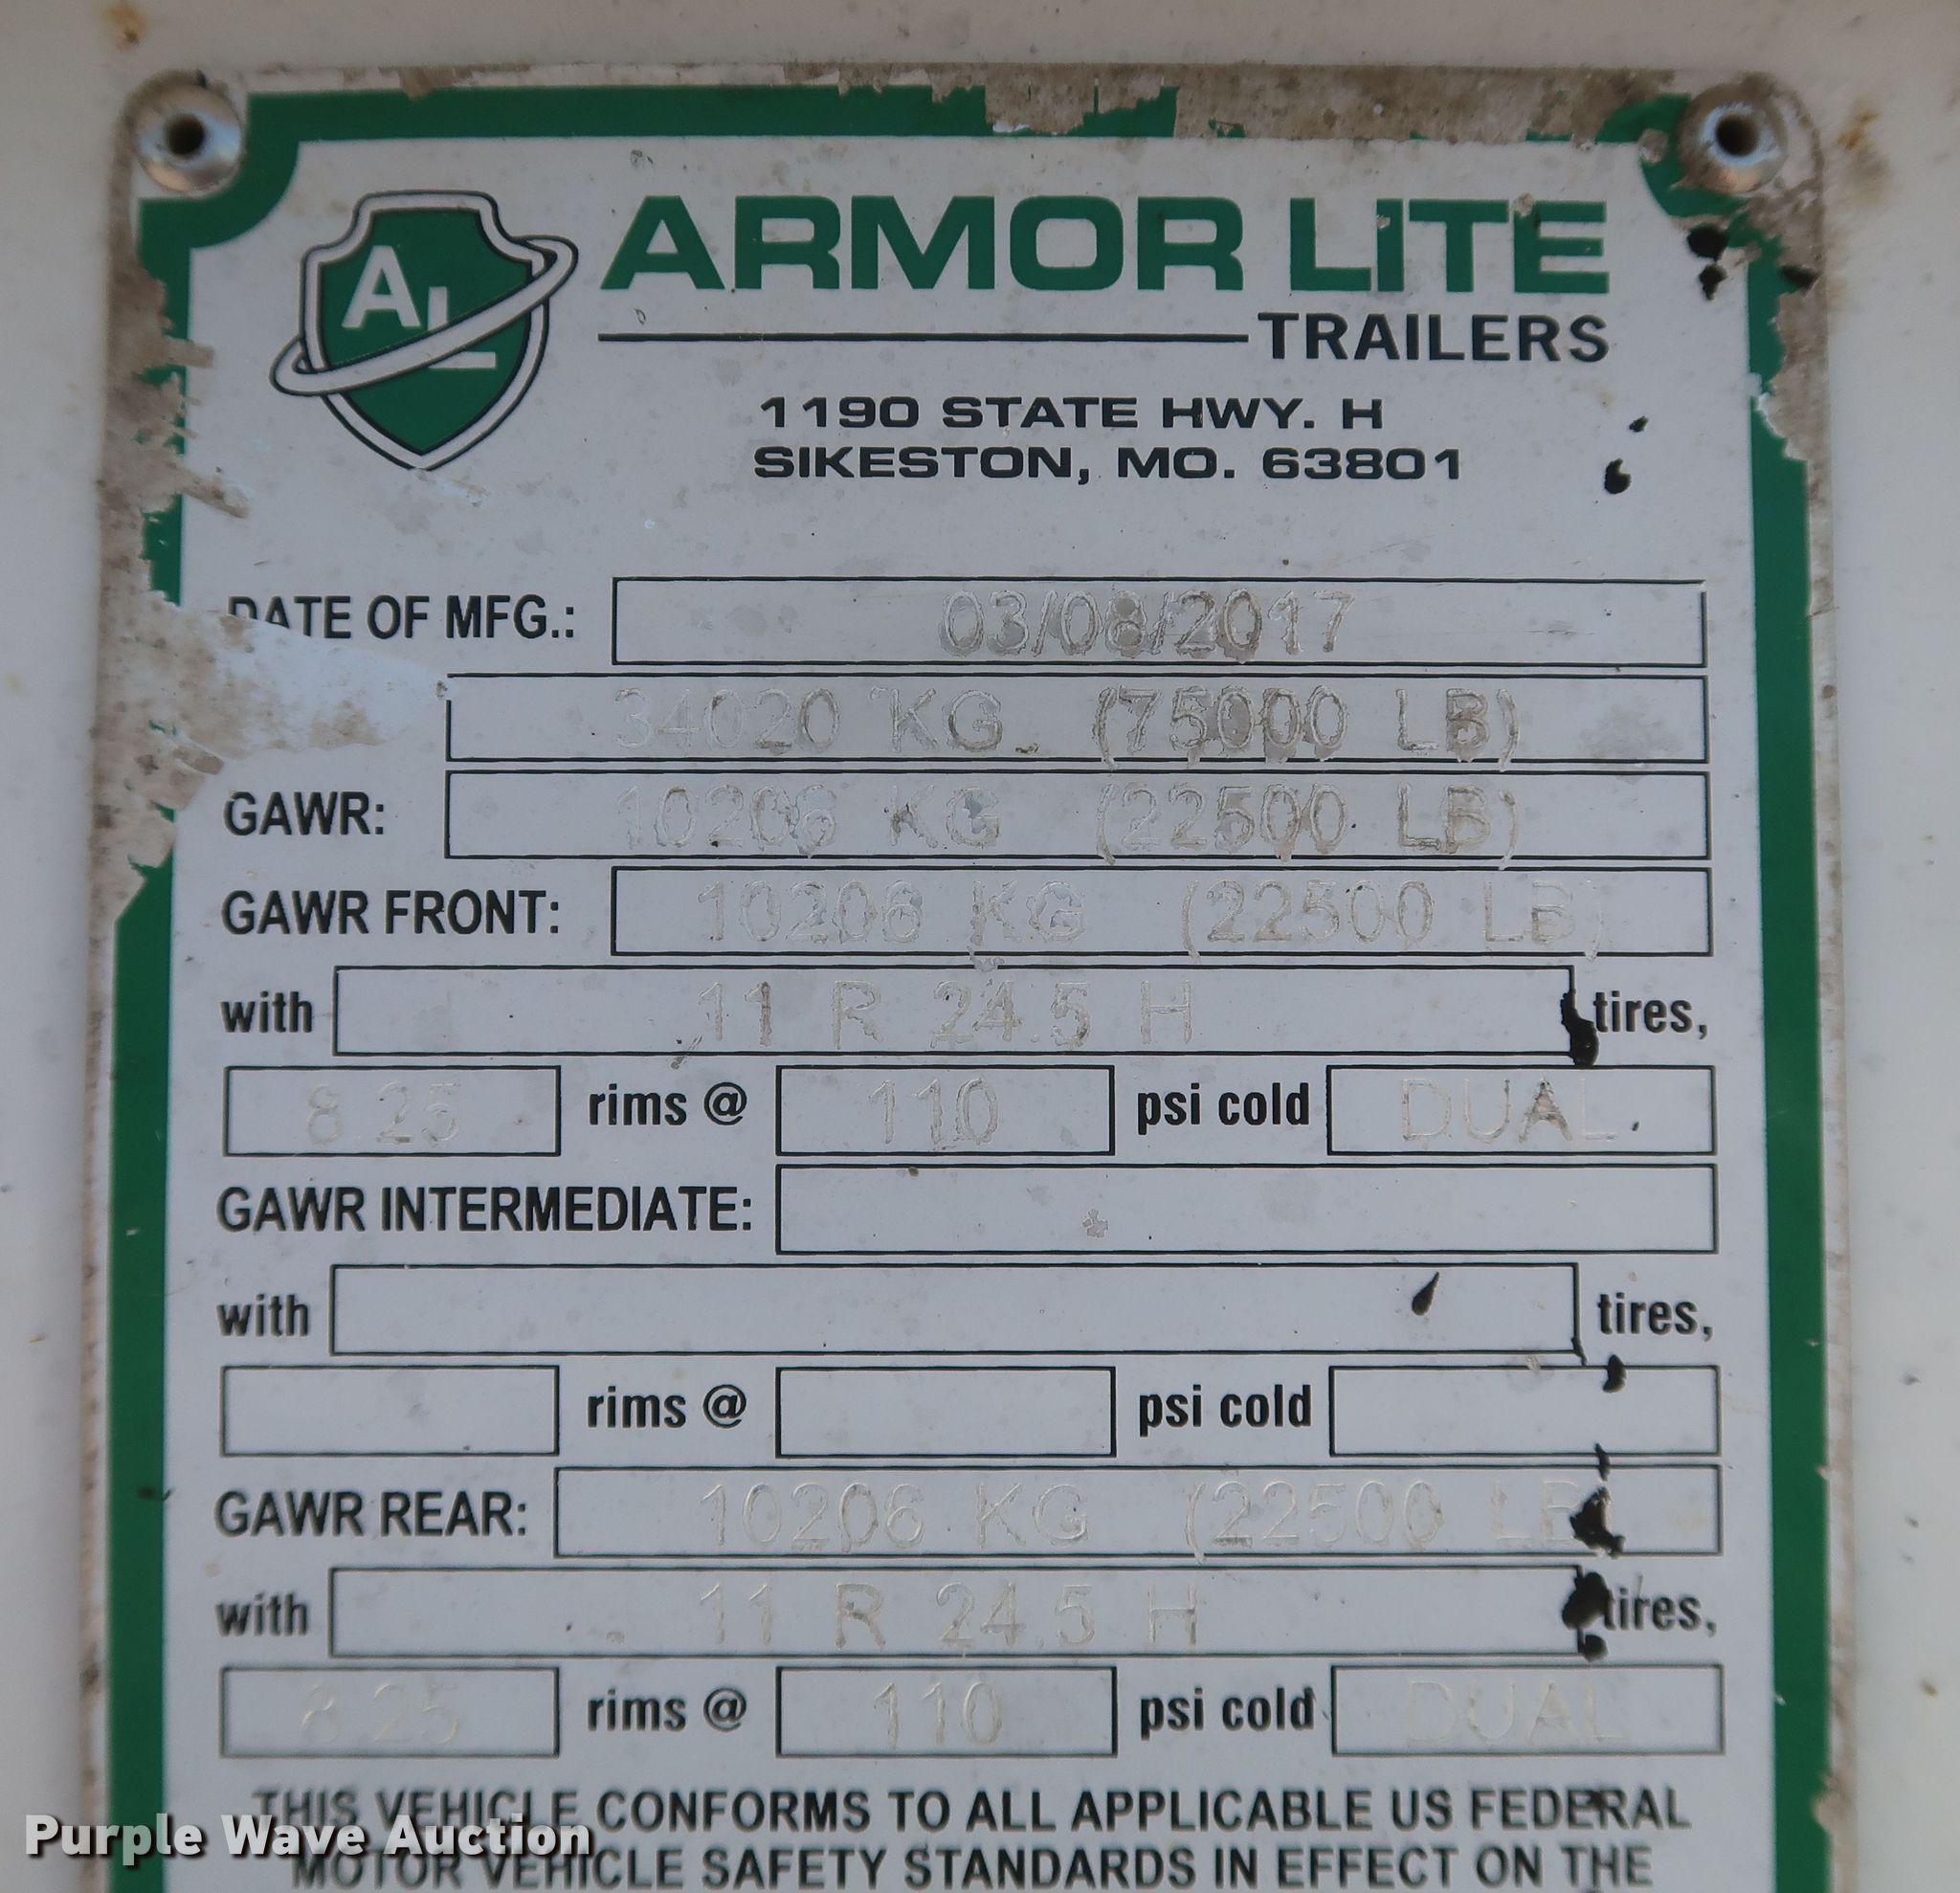 AL ARMOR LITE
TRAILERS
1190 STATE HWY. H
SIKESTON, MO. 63801
DATE OF MFG.: 03/08/2017
34020 KG (75000 LB)
GAWR: 10206 KG (22500 LB)
GAWR FRONT: 10206 KG (22500 LB)
with 11 R 24.5 H tires,
8.25 rims @ 110 psi cold DUAL
GAWR INTERMEDIATE:
with tires,
rims @ psi cold
GAWR REAR: 10206 KG (22500 LB)
with 11 R 24.5 H tires,
8.25 rims @ 110 psi cold DUAL
THIS VEHICLE CONFORMS TO ALL APPLICABLE US FEDERAL
MOTOR VEHICLE SAFETY STANDARDS IN EFFECT ON THE
Purple Wave Auction